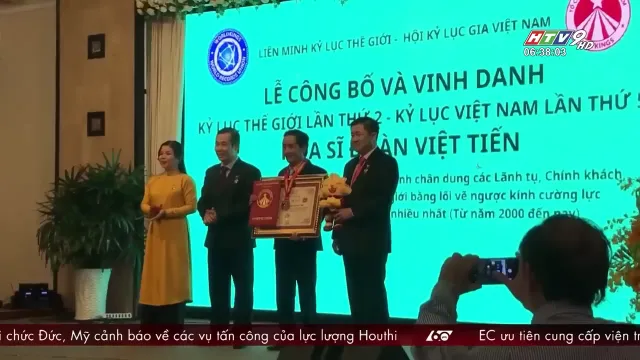 HTV9 HD
06:38:03
LIÊN MINH KỶ LỤC THẾ GIỚI - HỘI KỶ LỤC GIA VIỆT NAM
LỄ CÔNG BỐ VÀ VINH DANH
KỶ LỤC THẾ GIỚI LẦN THỨ 2 - KỶ LỤC VIỆT NAM LẦN THỨ
SĨ VIỆT TIẾN
chân dung các Lãnh tụ, Chính khách
giới bằng lối vẽ ngược kính cường lực
nhiều nhất (Từ năm 2000 đến nay)
chức Đức, Mỹ cảnh báo về các vụ tấn công của lực lượng Houthi
EC ưu tiên cung cấp viện